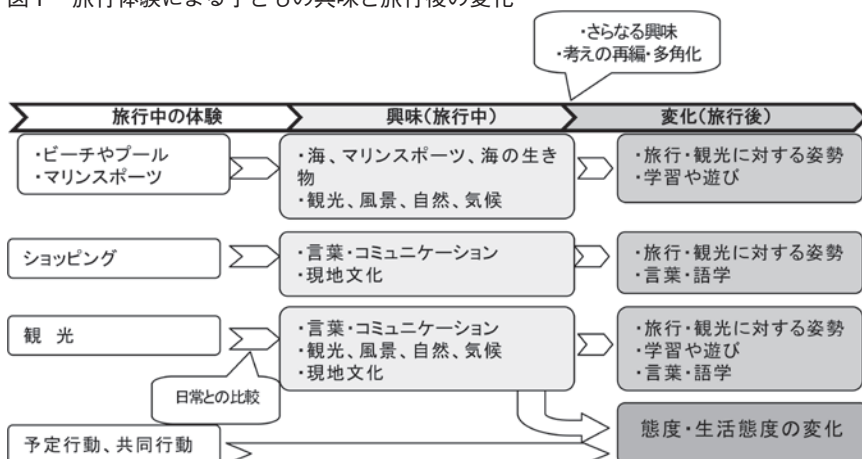 図1 旅行体験による子どもの興味と旅行後の変化
・さらなる興味
・考えの再編・多角化
旅行中の体験
興味(旅行中)
変化(旅行後)
・ビーチやプール
・マリンスポーツ
・海、マリンスポーツ、海の生き
物
・観光、風景、自然、気候
・旅行・観光に対する姿勢
・学習や遊び
ショッピング
・言葉・コミュニケーション
・現地文化
・旅行・観光に対する姿勢
・言葉・語学
観 光
・言葉・コミュニケーション
・観光、風景、自然、気候
・現地文化
・旅行・観光に対する姿勢
・学習や遊び
・言葉・語学
日常との比較
予定行動、共同行動
態度・生活態度の変化